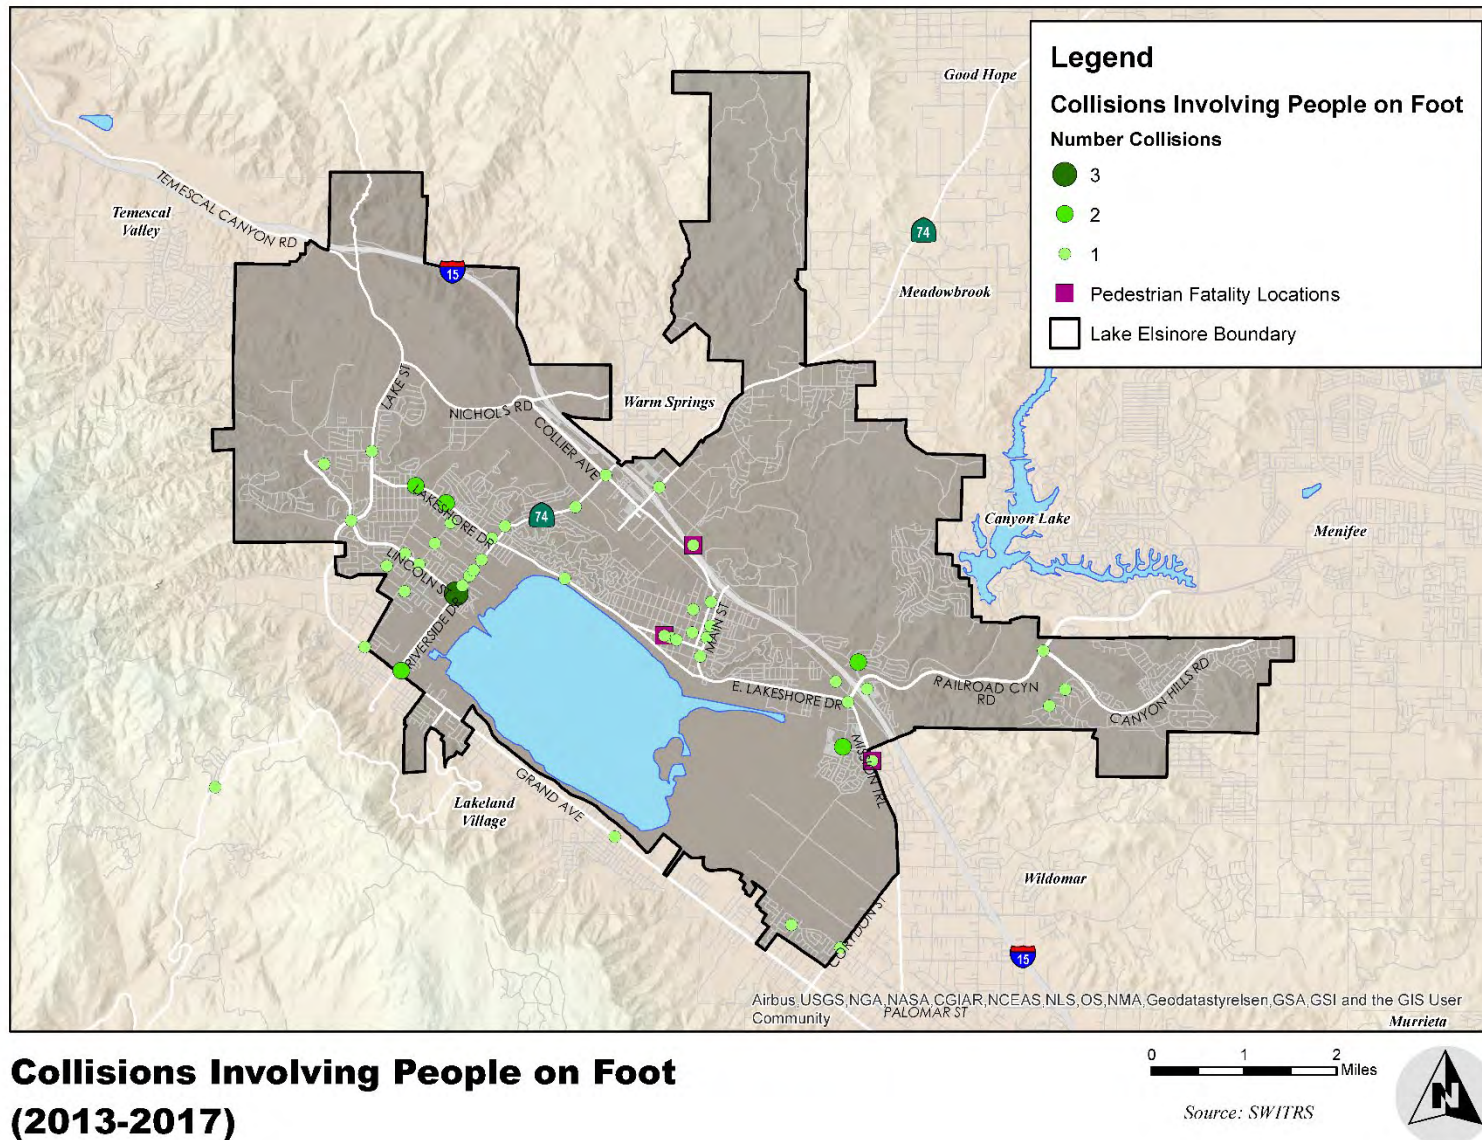 Good Hope
Legend
Collisions Involving People on Foot
Number Collisions
3
2
1
Pedestrian Fatality Locations
Lake Elsinore Boundary
TEMESCAL CANYON RD
Temescal
Valley
74
15
Meadowbrook
LAKE ST
NICHOLS RD
Warm Springs
COLLIER AVE
LAKESHORE DR
74
Canyon Lake
Menifee
LINCOLN ST
RIVERSIDE DR
MAIN ST
E. LAKESHORE DR
RAILROAD CYN
RD
CANYON HILLS RD
MISSION TRL
GRAND AVE
Lakeland
Village
Wildomar
CORYDON ST
15
Airbus,USGS,NGA,NASA,CGIAR,NCEAS,NLS,OS,NMA,Geodatastyrelsen,GSA,GSI and the GIS User
Community
PALOMAR ST
Murrieta
Collisions Involving People on Foot
(2013-2017)
0 1 2
Miles
Source: SWITRS
N